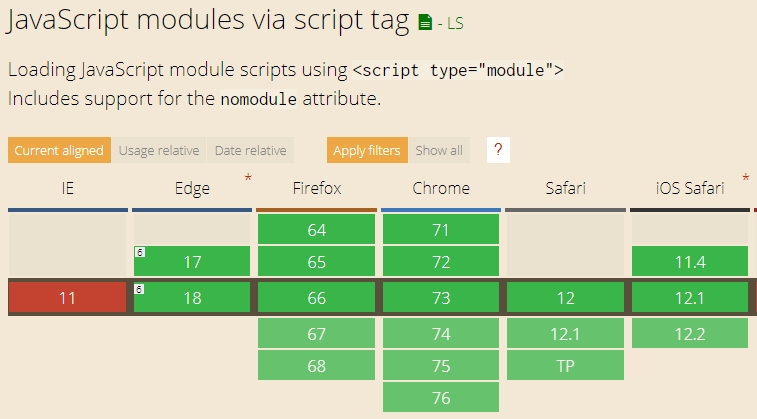 JavaScript modules via script tag - LS
Loading JavaScript module scripts using <script type="module">
Includes support for the nomodule attribute.
Current aligned Usage relative Date relative Apply filters Show all ?
IE Edge * Firefox Chrome Safari iOS Safari *
64 71
6 17 65 72 11.4
11 6 18 66 73 12 12.1
67 74 12.1 12.2
68 75 TP
76